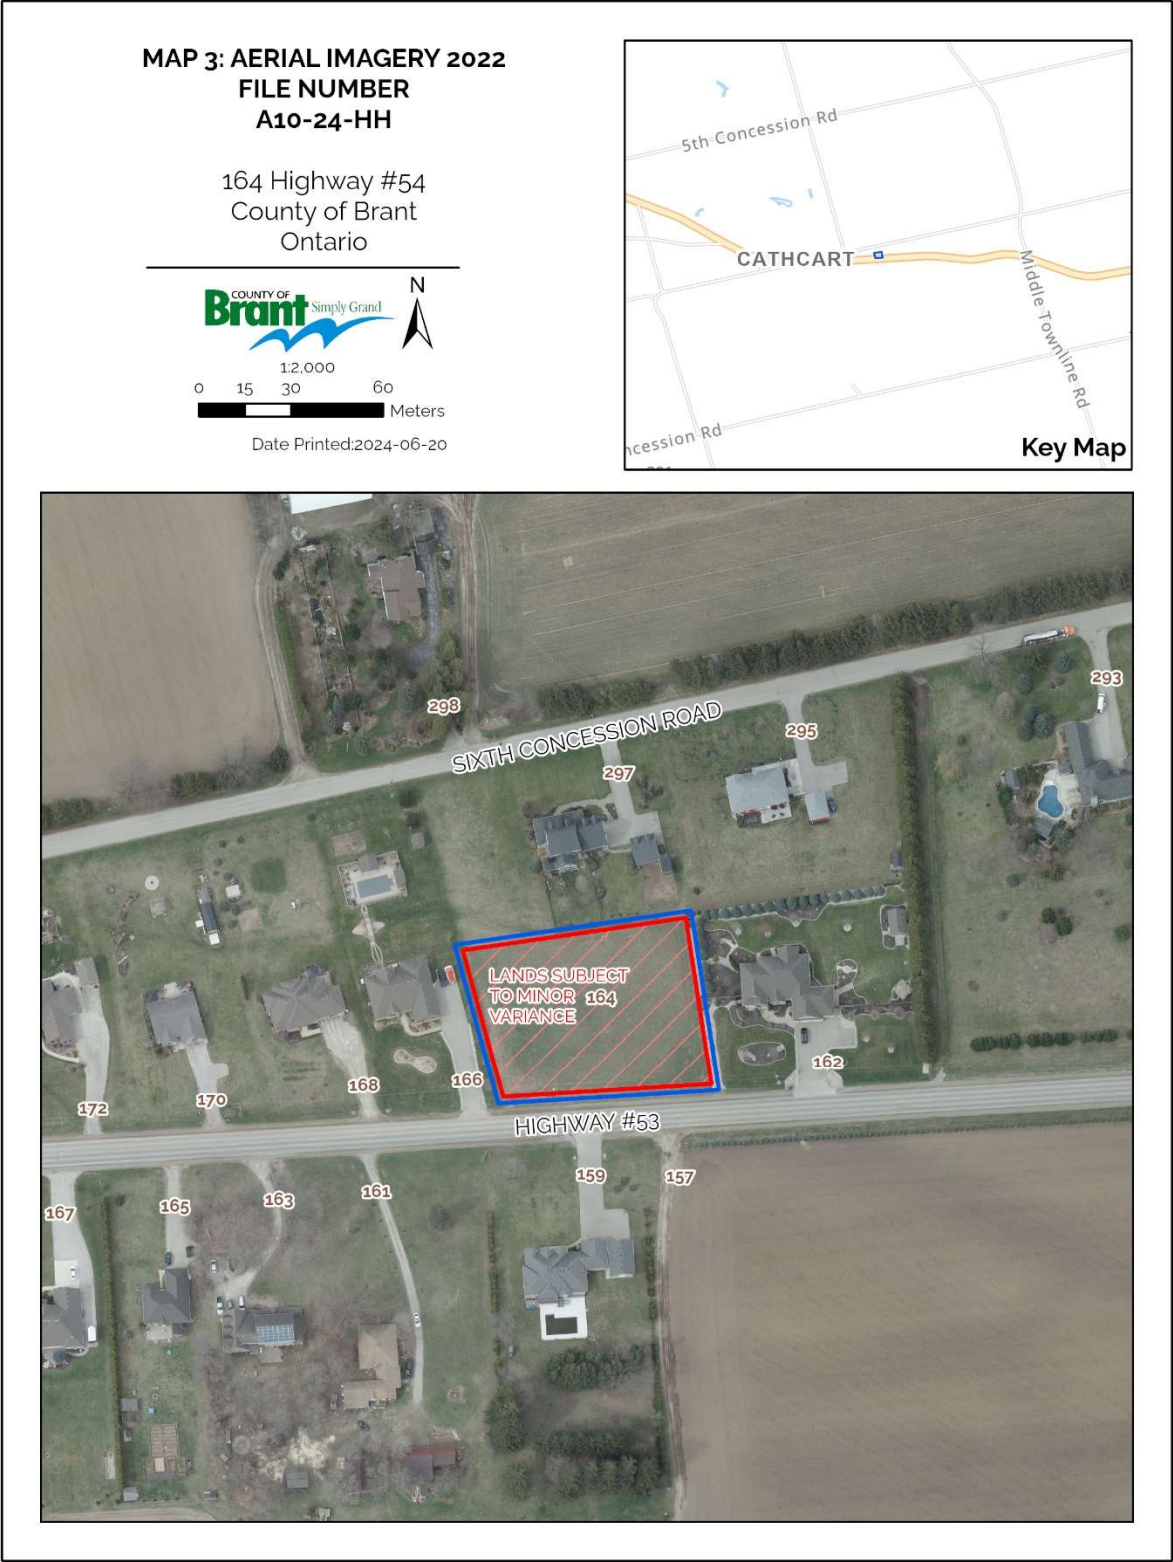 MAP 3: AERIAL IMAGERY 2022
FILE NUMBER
A10-24-HH
164 Highway #54
County of Brant
Ontario
COUNTY OF
Brant Simply Grand
N
1:2,000
0 15 30 60
Meters
Date Printed:2024-06-20
5th Concession Rd
CATHCART
Middle Townline Rd
ncession Rd
Key Map
298
SIXTH CONCESSION ROAD
293
295
297
LANDS SUBJECT
TO MINOR 164
VARIANCE
162
166
168
170
172
HIGHWAY #53
159
157
161
163
165
167